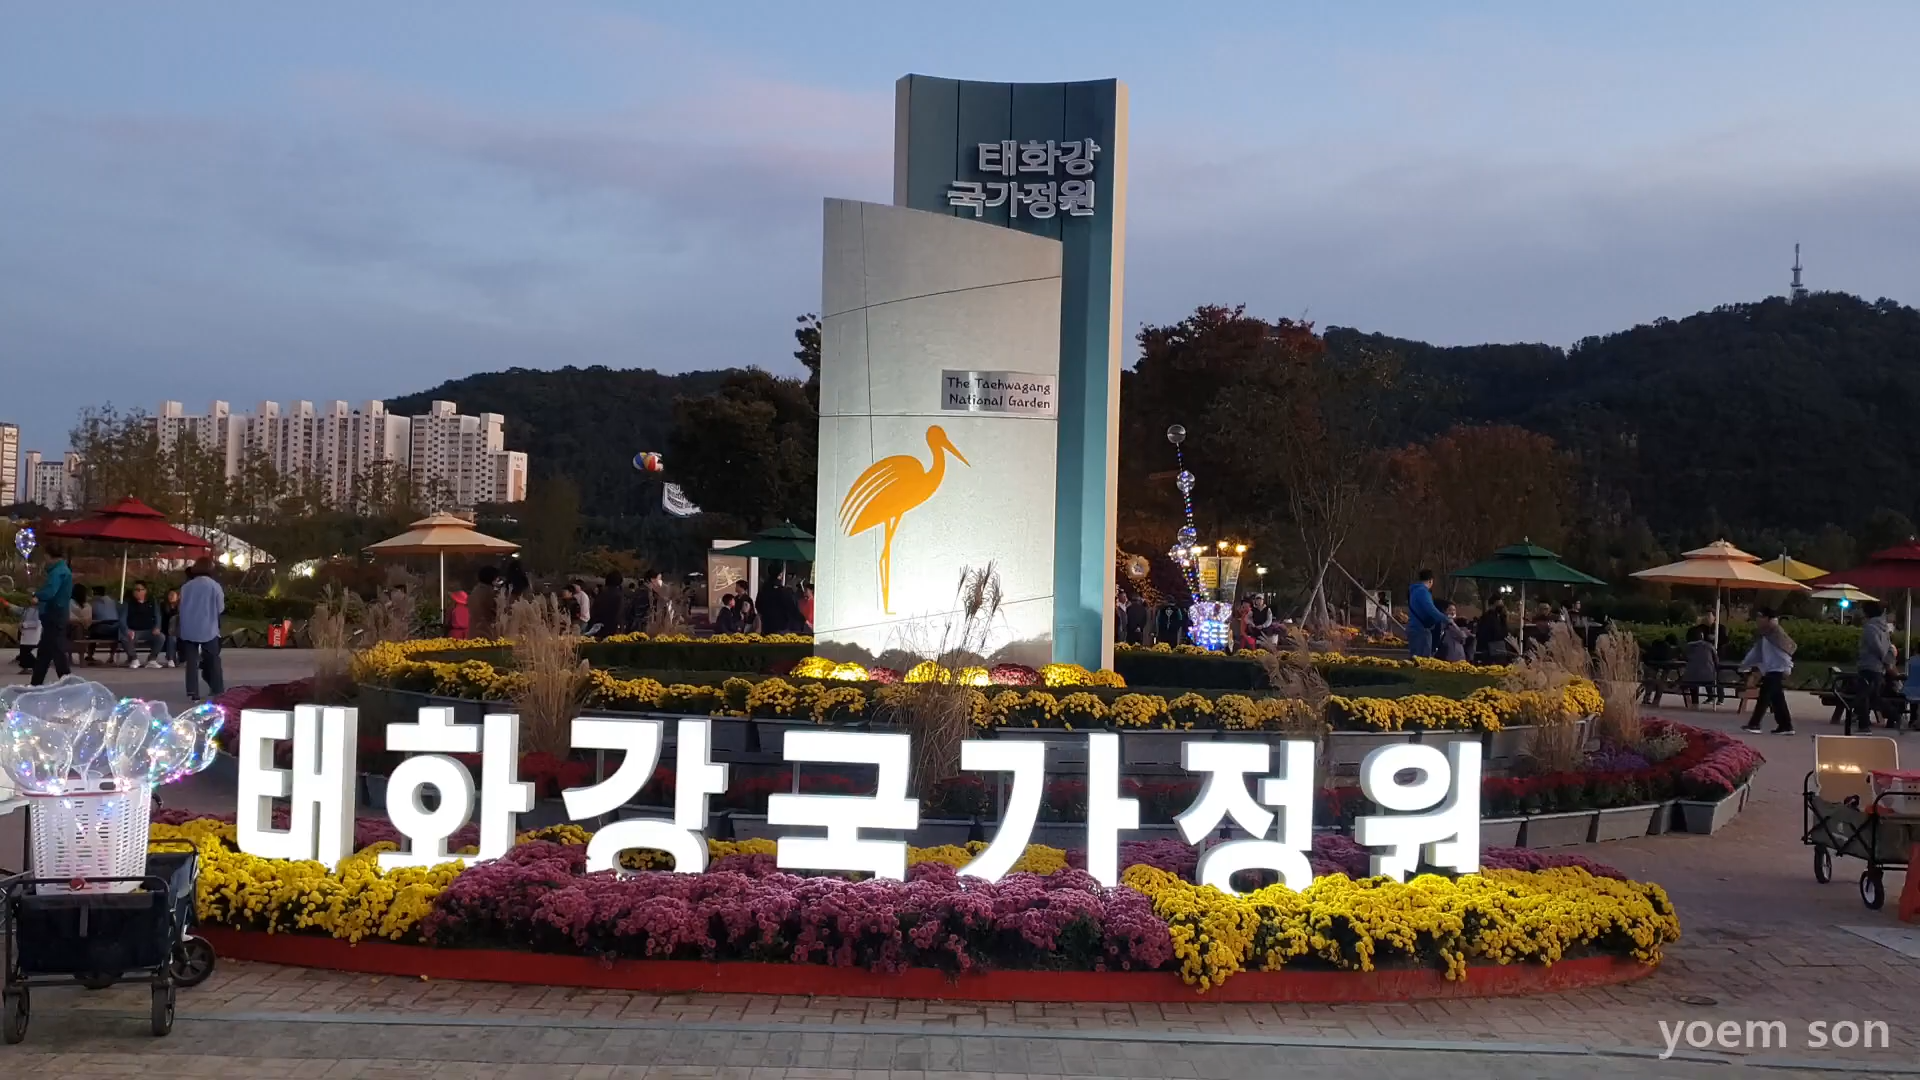 태화강
국가정원
The Taehwagang
National Garden
태화강국가정원
yoem son